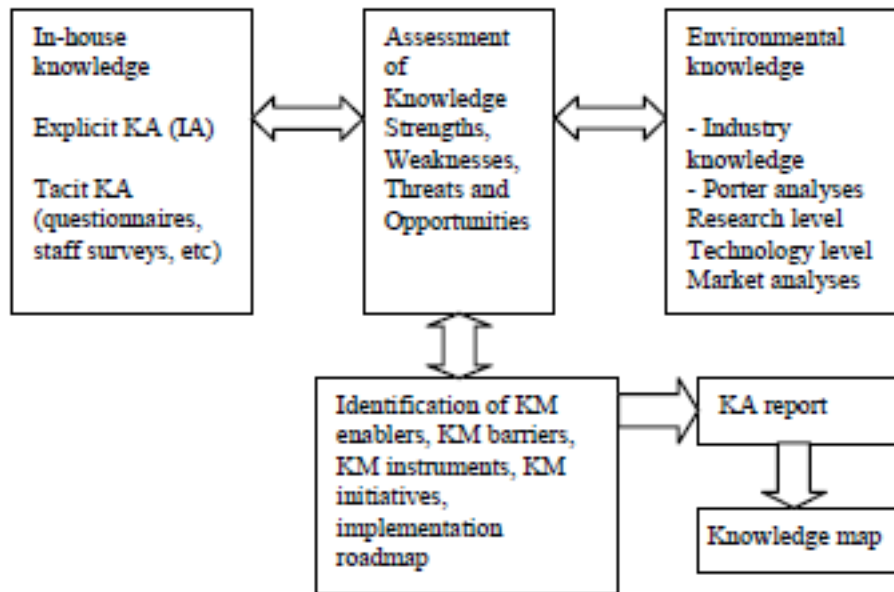 In-house
knowledge
Explicit KA (IA)
Tacit KA
(questionnaires,
staff surveys, etc)
Assessment
of
Knowledge
Strengths,
Weaknesses,
Threats and
Opportunities
Environmental
knowledge
- Industry
knowledge
- Porter analyses
Research level
Technology level
Market analyses
Identification of KM
enablers, KM barriers,
KM instruments, KM
initiatives,
implementation
roadmap
KA report
Knowledge map